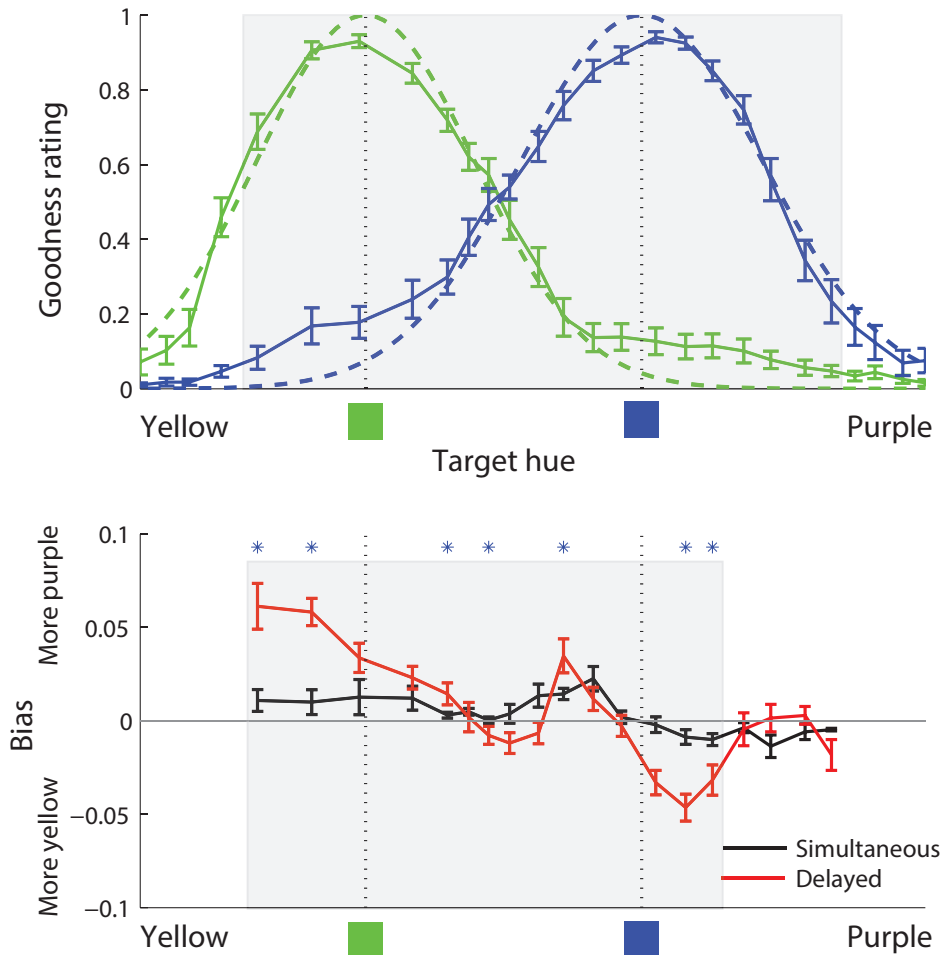 1
0.8
0.6
0.4
0.2
0
Goodness rating
Yellow
Purple
Target hue
0.1
0.05
0
−0.05
−0.1
More purple
Bias
More yellow
* * * * * * *
Simultaneous
Delayed
Yellow
Purple